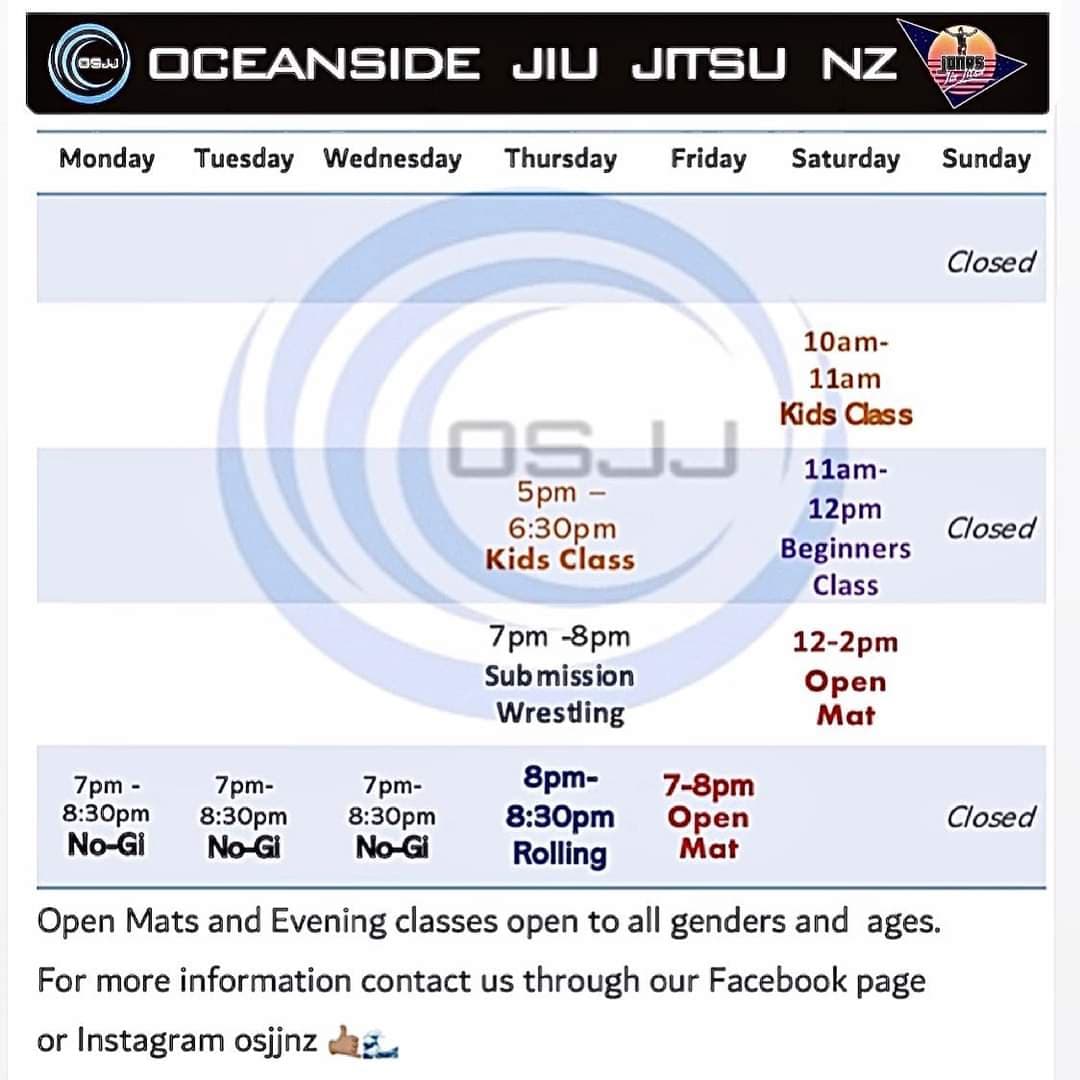 OSJJ OCEANSIDE JIU JITSU NZ JONOS
Monday Tuesday Wednesday Thursday Friday Saturday Sunday
Closed
10am-
11am
Kids Class
OSJJ
5pm –
6:30pm
Kids Class
11am-
12pm
Beginners
Class
Closed
7pm -8pm
Submission
Wrestling
12-2pm
Open
Mat
7pm -
8:30pm
No-Gi
7pm-
8:30pm
No-Gi
7pm-
8:30pm
No-Gi
8pm-
8:30pm
Rolling
7-8pm
Open
Mat
Closed
Open Mats and Evening classes open to all genders and ages.
For more information contact us through our Facebook page
or Instagram osjjnz 🤙🏽🌊